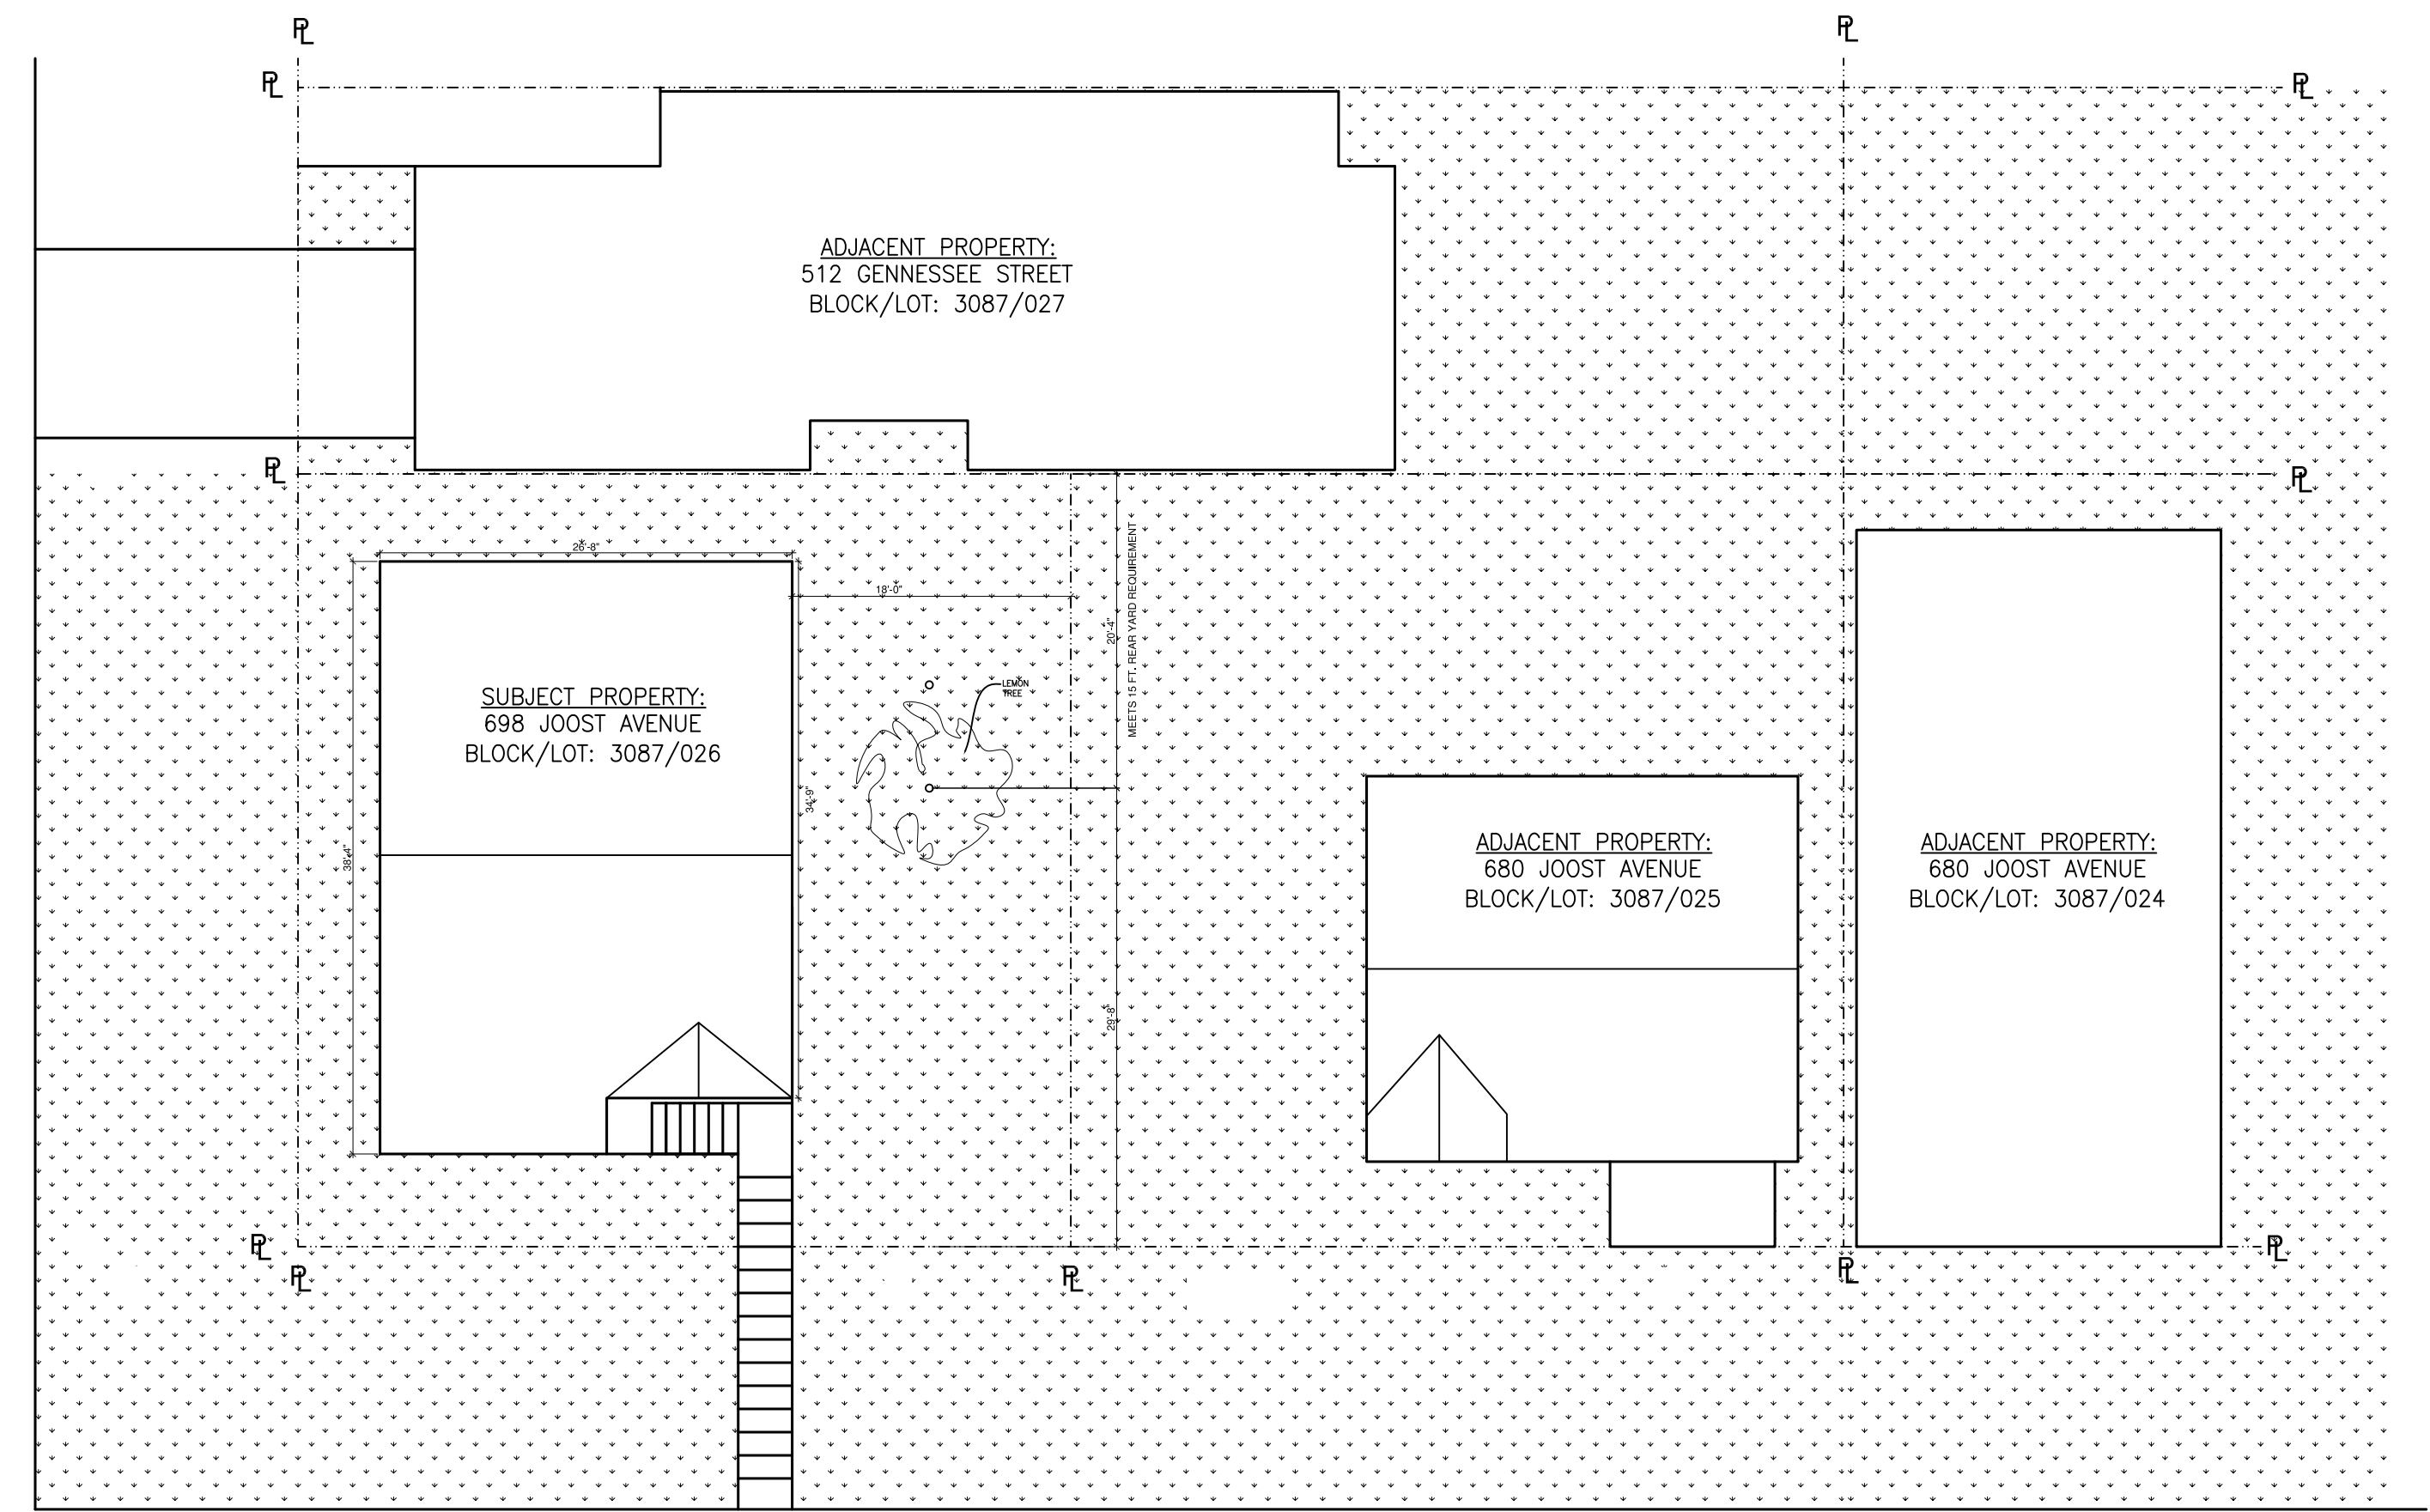 PL
PL
PL
PL
ADJACENT PROPERTY:
512 GENNESSEE STREET
BLOCK/LOT: 3087/027
PL
PL
26'-8"
18'-0"
20'-4"
MEETS 15 FT. REAR YARD REQUIREMENT
LEMON
TREE
SUBJECT PROPERTY:
698 JOOST AVENUE
BLOCK/LOT: 3087/026
34'-9"
38'-4"
ADJACENT PROPERTY:
680 JOOST AVENUE
BLOCK/LOT: 3087/025
ADJACENT PROPERTY:
680 JOOST AVENUE
BLOCK/LOT: 3087/024
29'-8"
PL
PL
PL
PL
PL